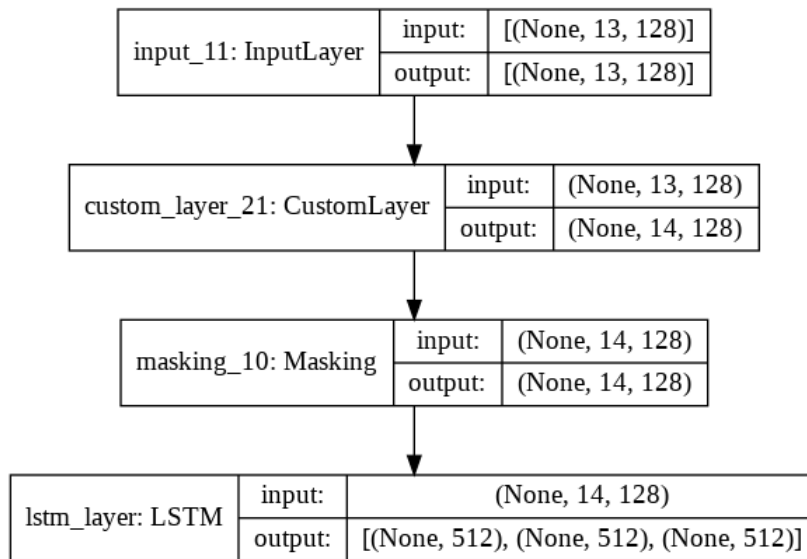 input_11: InputLayer
input: [(None, 13, 128)]
output: [(None, 13, 128)]
custom_layer_21: CustomLayer
input: (None, 13, 128)
output: (None, 14, 128)
masking_10: Masking
input: (None, 14, 128)
output: (None, 14, 128)
lstm_layer: LSTM
input: (None, 14, 128)
output: [(None, 512), (None, 512), (None, 512)]